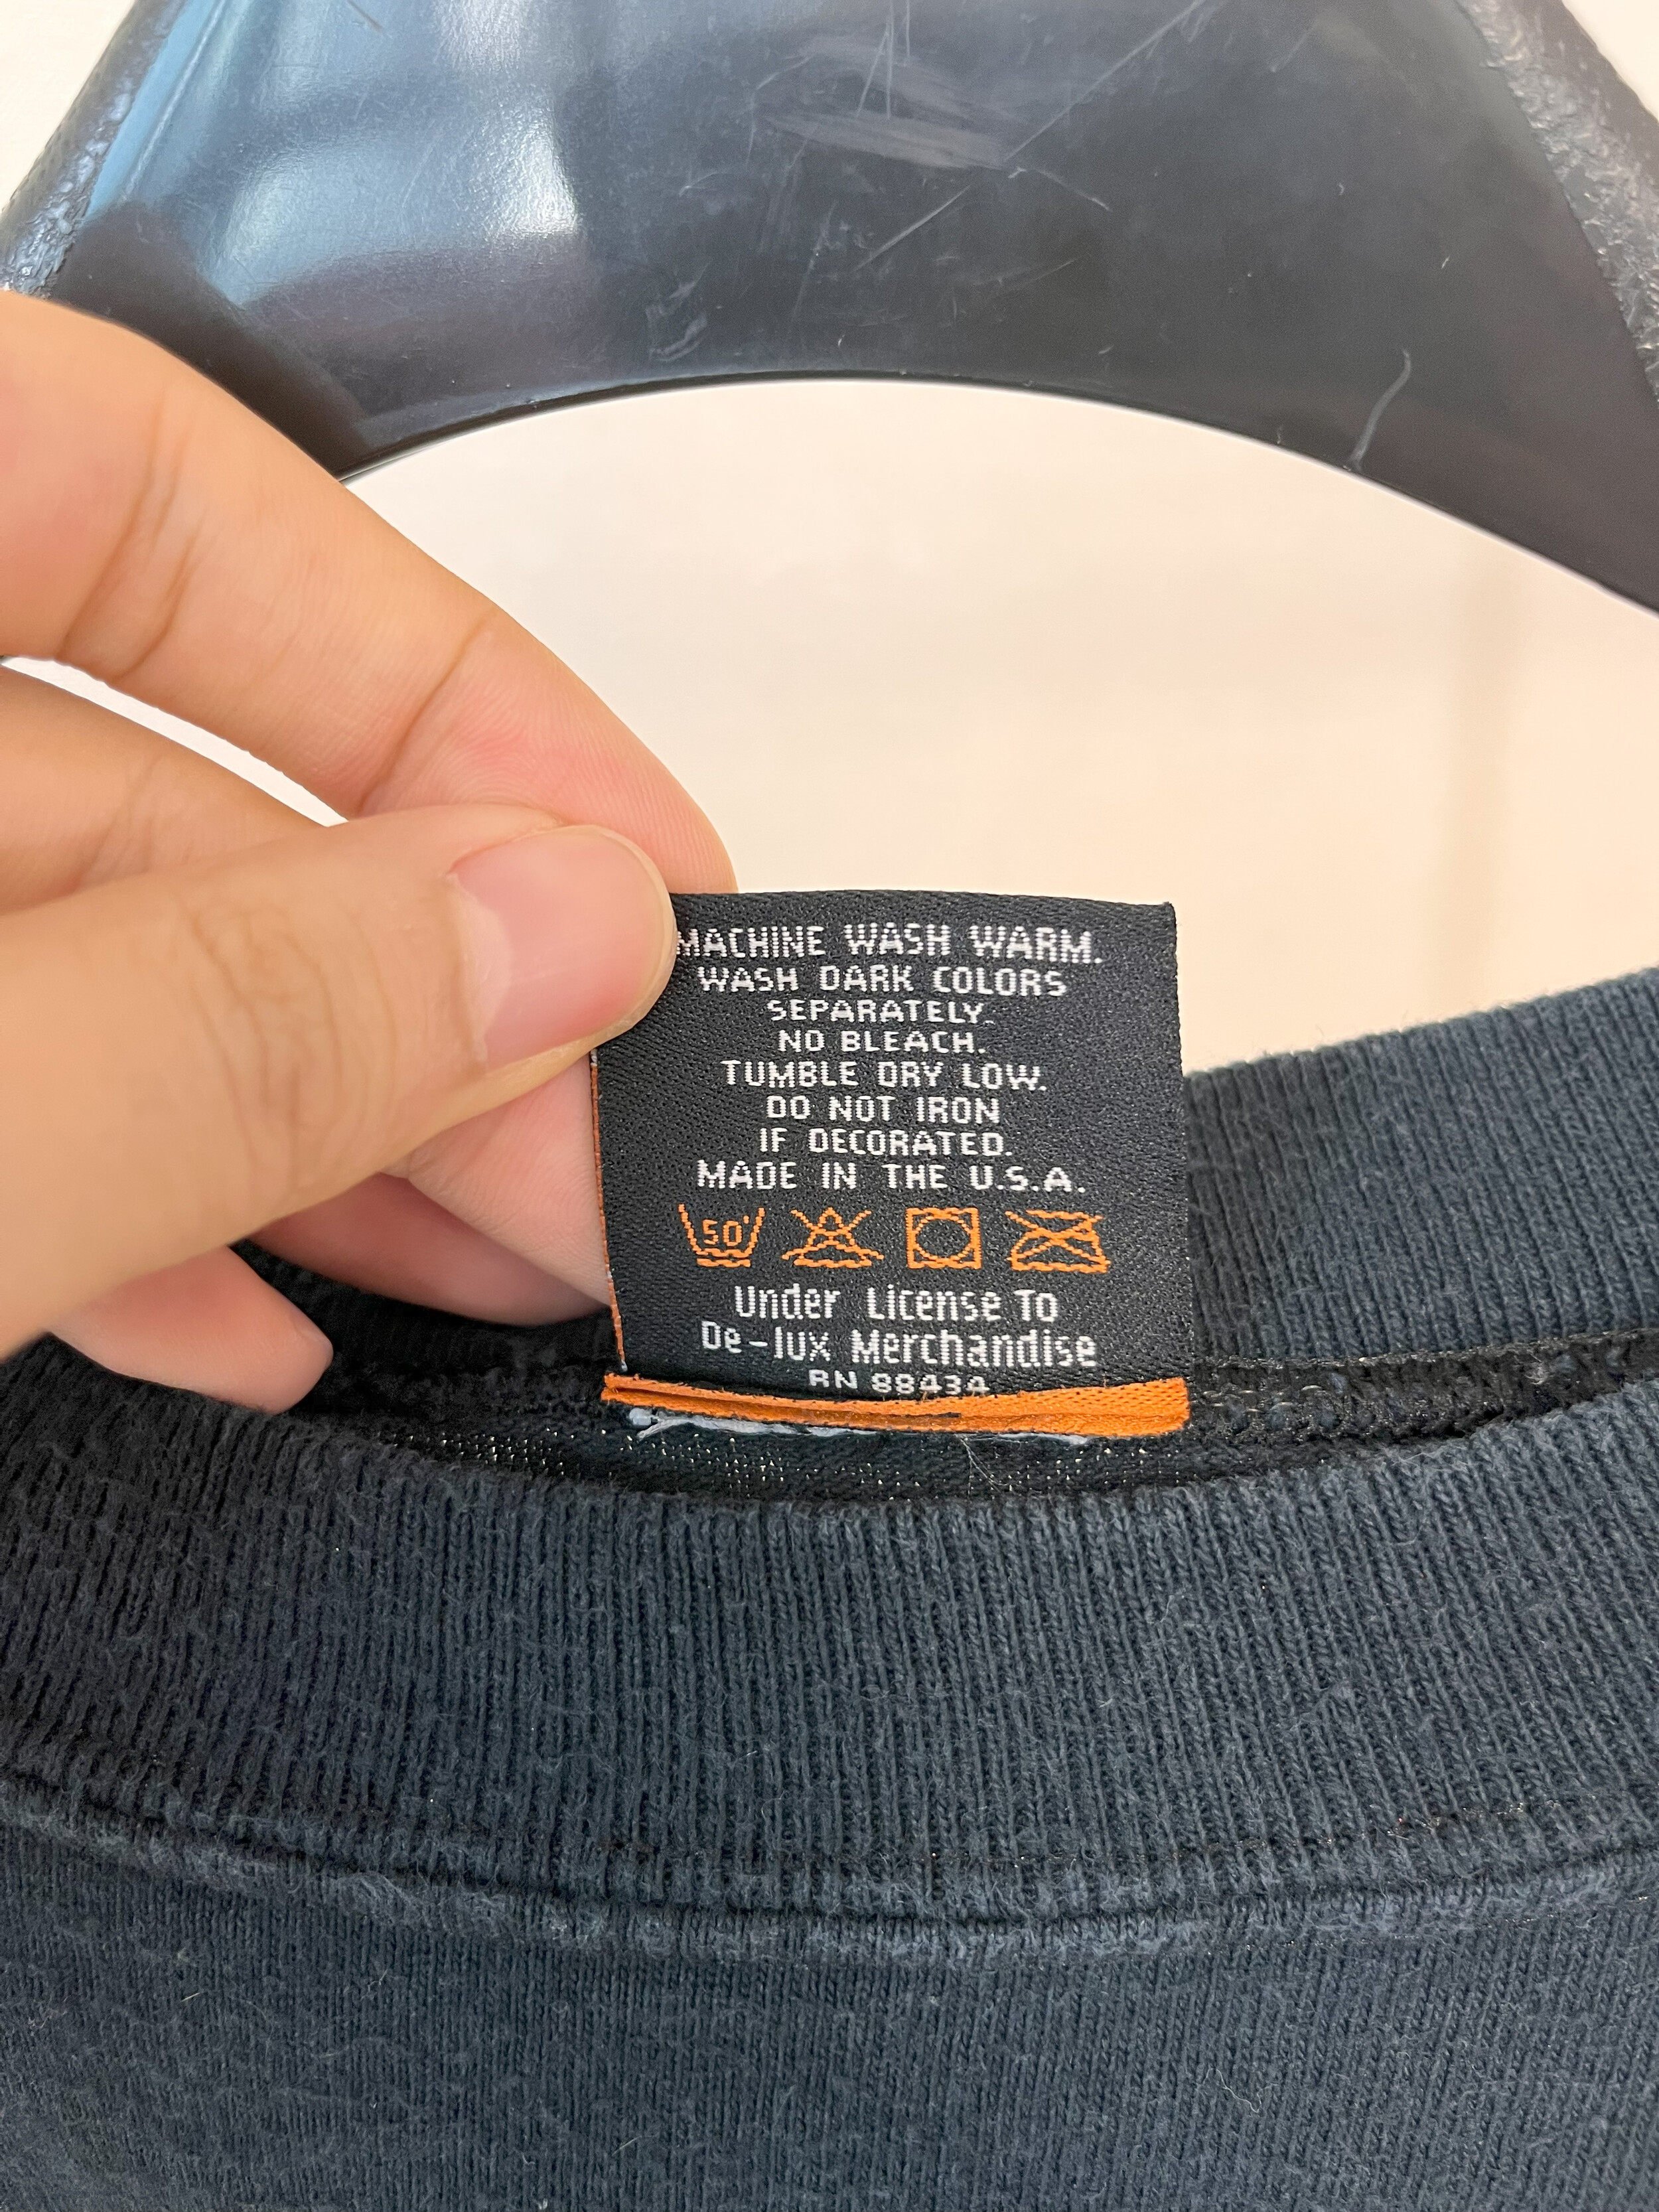 MACHINE WASH WARM.
WASH DARK COLORS
SEPARATELY.
NO BLEACH.
TUMBLE DRY LOW.
DO NOT IRON
IF DECORATED.
MADE IN THE U.S.A.
50°
Under License To
De-lux Merchandise
RN 88434